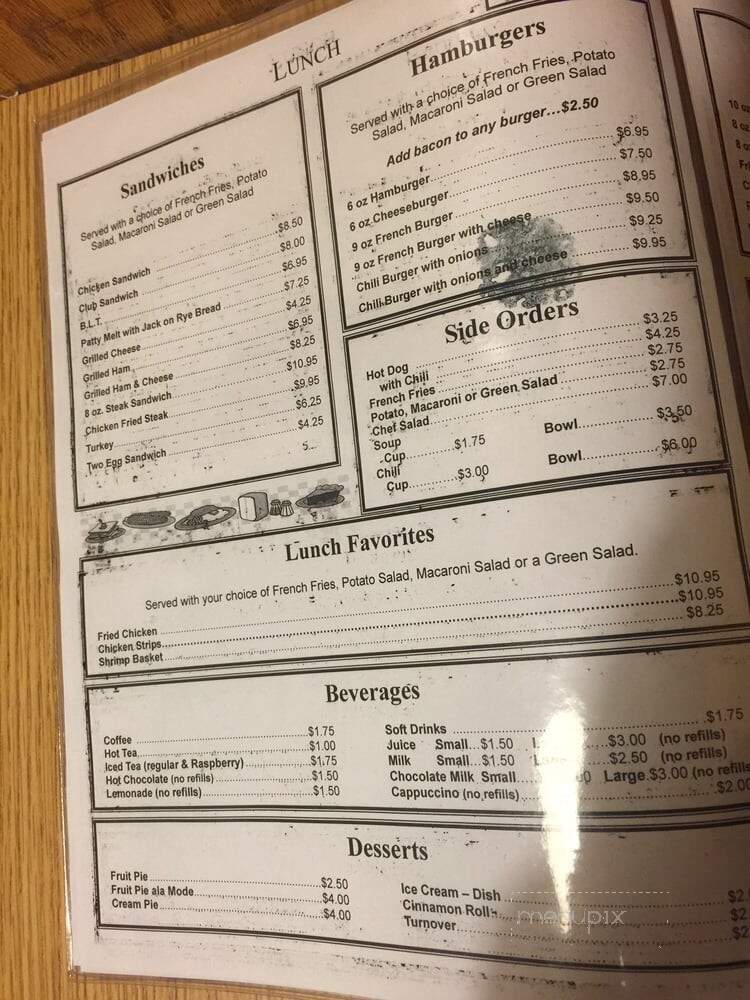 LUNCH
Sandwiches
Served with a choice of French Fries, Potato
Salad, Macaroni Salad or Green Salad
Chicken Sandwich $8.50
Club Sandwich $8.00
B.L.T. $6.95
Patty Melt with Jack on Rye Bread $7.25
Grilled Cheese $4.25
Grilled Ham $6.95
Grilled Ham & Cheese $8.25
8 oz. Steak Sandwich $10.95
Chicken Fried Steak $9.95
Turkey $6.25
Two Egg Sandwich $4.25
Hamburgers
Served with a choice of French Fries, Potato
Salad, Macaroni Salad or Green Salad
Add bacon to any burger...$2.50
6 oz Hamburger $6.95
6 oz Cheeseburger $7.50
9 oz French Burger $8.95
9 oz French Burger with cheese $9.50
Chili Burger with onions $9.25
Chili Burger with onions and cheese $9.95
Side Orders
Hot Dog $3.25
with Chili $4.25
French Fries $2.75
Potato, Macaroni or Green Salad $2.75
Chef Salad $7.00
Soup
Cup $1.75 Bowl $3.50
Chili
Cup $3.00 Bowl $6.00
Lunch Favorites
Served with your choice of French Fries, Potato Salad, Macaroni Salad or a Green Salad.
Fried Chicken $10.95
Chicken Strips $10.95
Shrimp Basket $8.25
Beverages
Coffee $1.75
Hot Tea $1.00
Iced Tea (regular & Raspberry) $1.75
Hot Chocolate (no refills) $1.50
Lemonade (no refills) $1.50
Soft Drinks $1.75
Juice Small...$1.50 $3.00 (no refills)
Milk Small...$1.50 $2.50 (no refills)
Chocolate Milk Small Large.$3.00 (no refills
Cappuccino (no refills) $2.00
Desserts
Fruit Pie $2.50
Fruit Pie ala Mode $4.00
Cream Pie $4.00
Ice Cream – Dish
Cinnamon Roll
Turnover
menupix